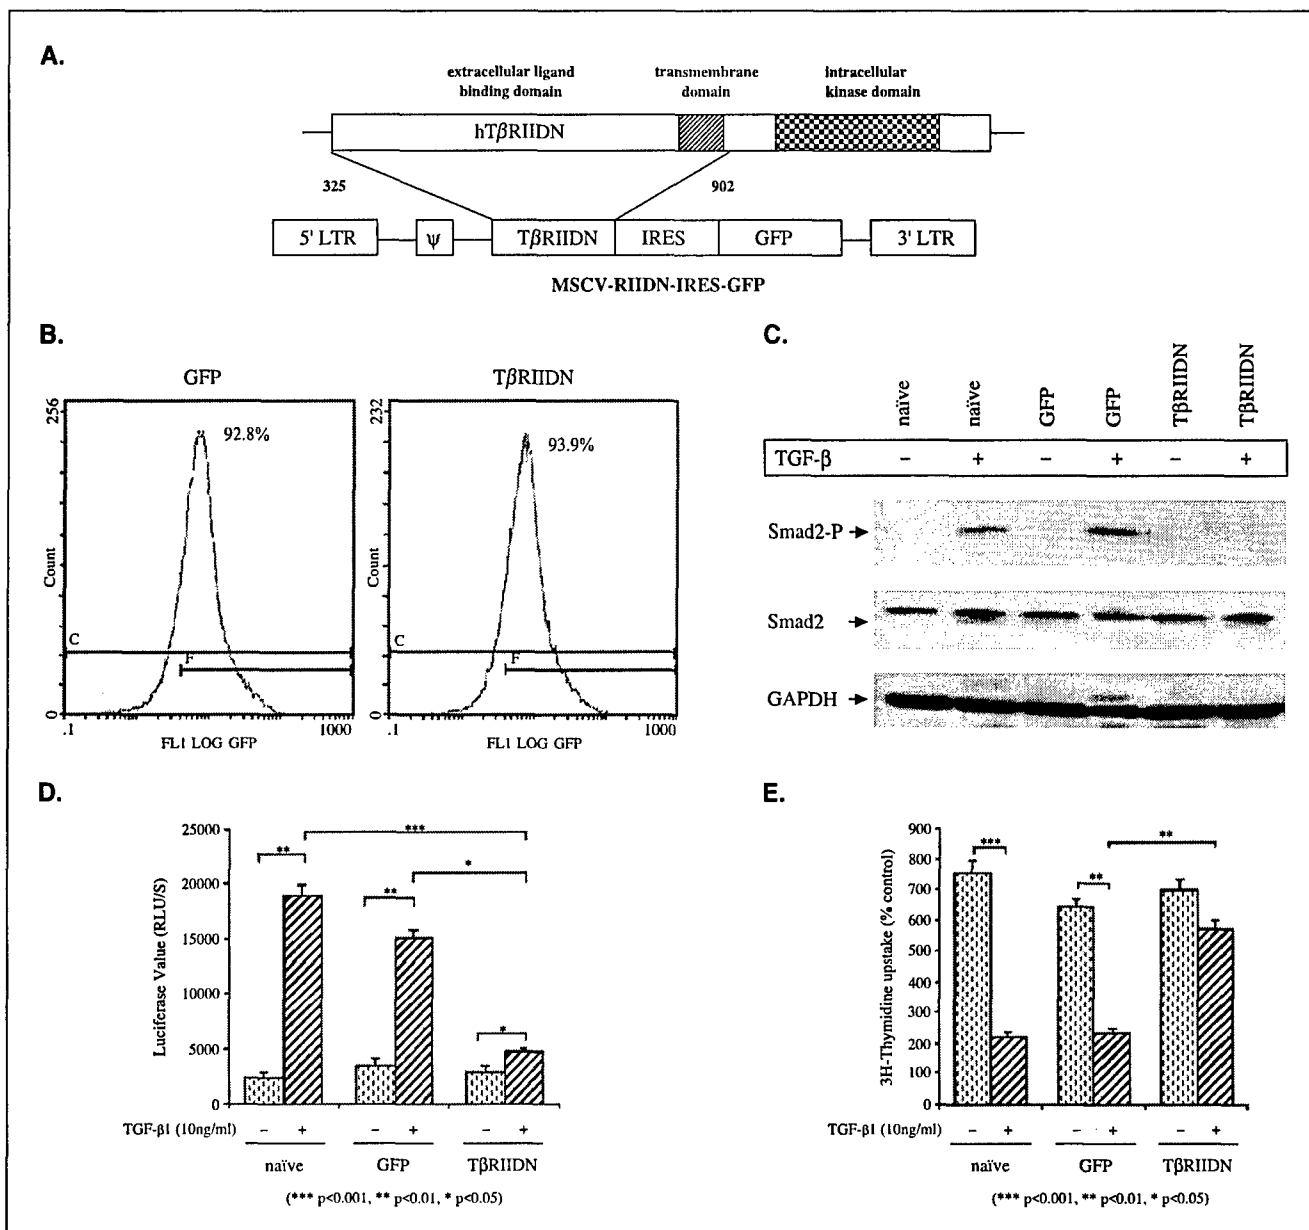 A.
extracellular ligand
binding domain
transmembrane
domain
intracellular
kinase domain
hTβRIIDN
325
902
5' LTR
ψ
TβRIIDN
IRES
GFP
3' LTR
MSCV-RIIDN-IRES-GFP
B.
GFP
256
92.8%
Count
C
F
0
.1
1000
FL1 LOG GFP
TβRIIDN
232
93.9%
Count
C
F
0
.1
1000
FL1 LOG GFP
C.
naïve
naïve
GFP
GFP
TβRIIDN
TβRIIDN
TGF-β − + − + − +
Smad2-P
Smad2
GAPDH
D.
Luciferase Value (RLU/S)
25000
20000
15000
10000
5000
0
***
**
*
**
*
TGF-β1 (10ng/ml) − + − + − +
naïve GFP TβRIIDN
(*** p<0.001, ** p<0.01, * p<0.05)
E.
3H-Thymidine upstake (% control)
900
800
700
600
500
400
300
200
100
0
***
**
**
TGF-β1 (10ng/ml) − + − + − +
naïve GFP TβRIIDN
(*** p<0.001, ** p<0.01, * p<0.05)